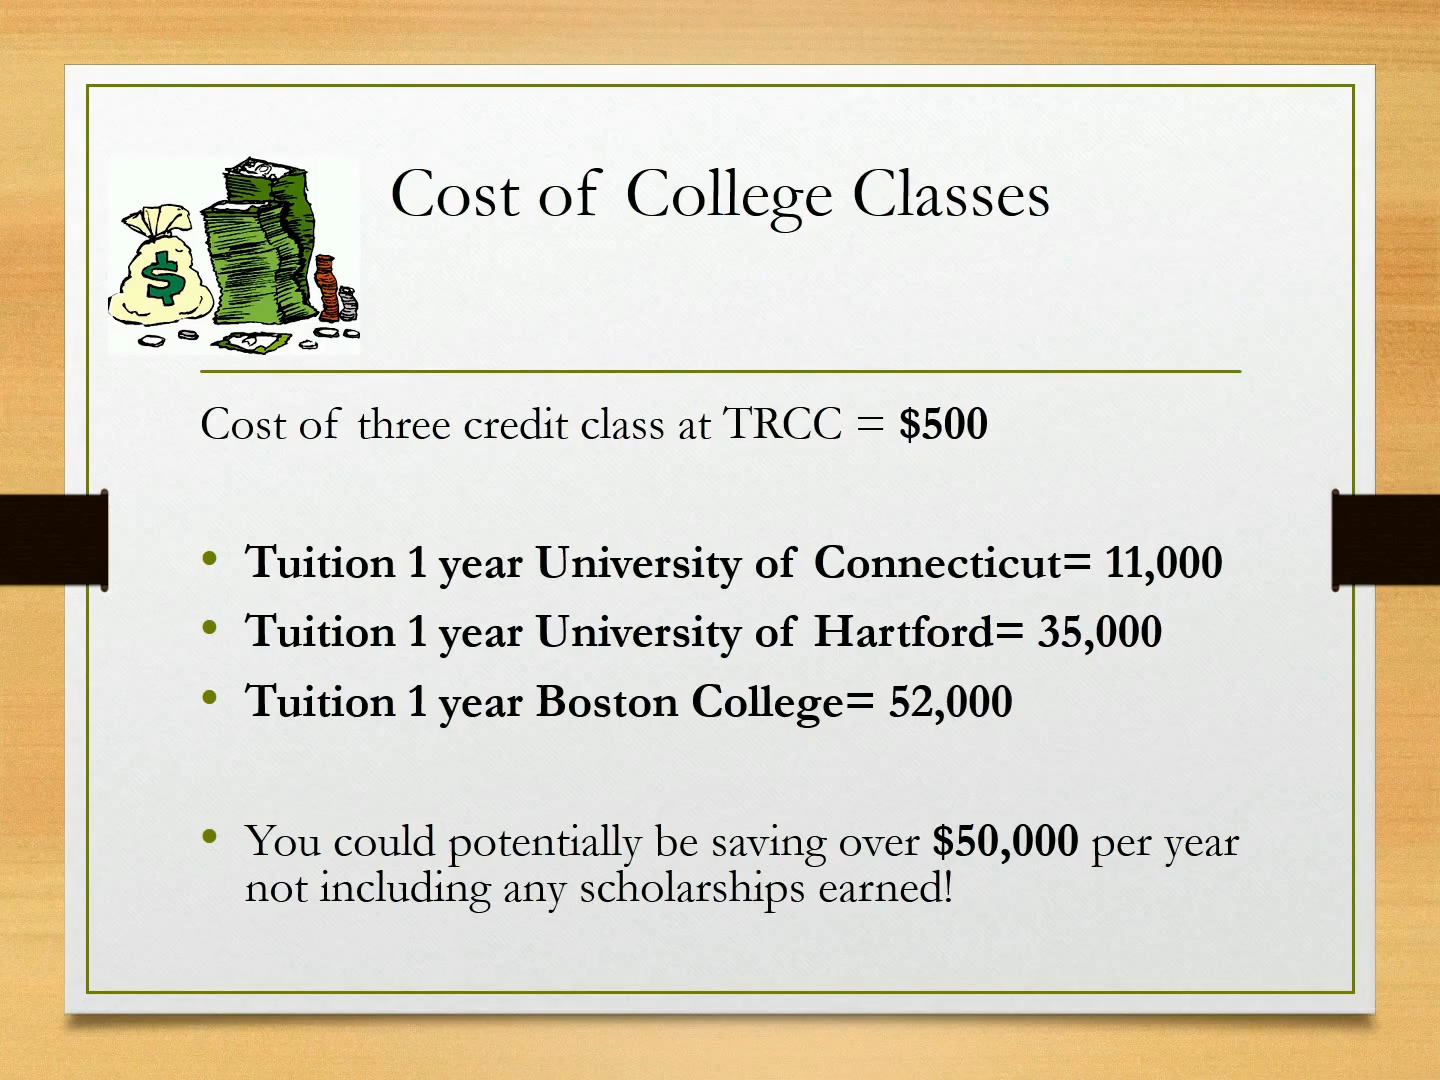 Cost of College Classes
$
Cost of three credit class at TRCC = $500
• Tuition 1 year University of Connecticut= 11,000
• Tuition 1 year University of Hartford= 35,000
• Tuition 1 year Boston College= 52,000
• You could potentially be saving over $50,000 per year
not including any scholarships earned!